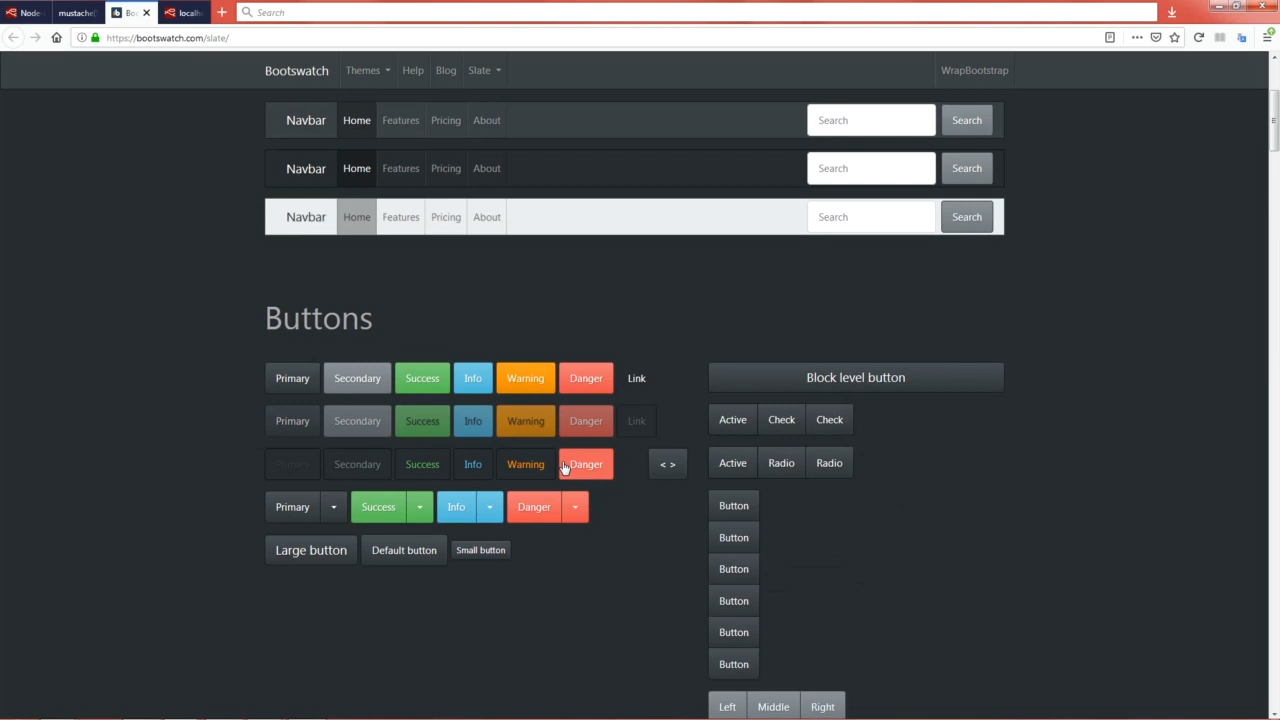 Node-
mustache
Boo
localh
Search
https://bootswatch.com/slate/
Bootswatch Themes Help Blog Slate WrapBootstrap
Navbar Home Features Pricing About Search Search
Navbar Home Features Pricing About Search Search
Navbar Home Features Pricing About Search Search
Buttons
Primary Secondary Success Info Warning Danger Link
Primary Secondary Success Info Warning Danger Link
Primary Secondary Success Info Warning Danger < >
Primary Success Info Danger
Large button Default button Small button
Block level button
Active Check Check
Active Radio Radio
Button
Button
Button
Button
Button
Button
Left Middle Right